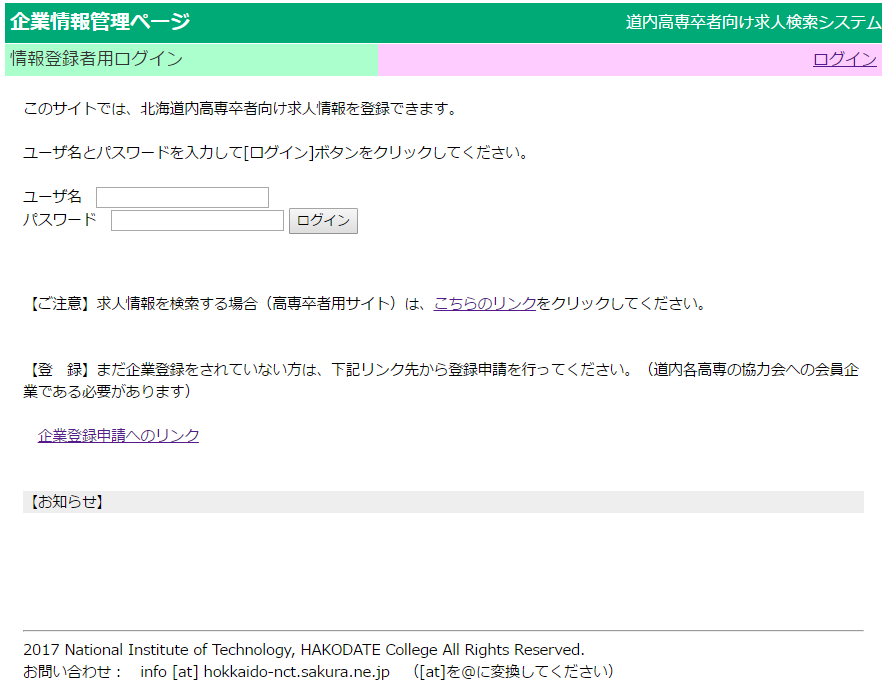 企業情報管理ページ
道内高専卒者向け求人検索システム
情報登録者用ログイン
ログイン
このサイトでは、北海道内高専卒者向け求人情報を登録できます。
ユーザ名とパスワードを入力して[ログイン]ボタンをクリックしてください。
ユーザ名
パスワード ログイン
【ご注意】求人情報を検索する場合（高専卒者用サイト）は、こちらのリンクをクリックしてください。
【登　録】まだ企業登録をされていない方は、下記リンク先から登録申請を行ってください。（道内各高専の協力会への会員企
業である必要があります）
企業登録申請へのリンク
【お知らせ】
2017 National Institute of Technology, HAKODATE College All Rights Reserved.
お問い合わせ：　info [at] hokkaido-nct.sakura.ne.jp　（[at]を@に変換してください）